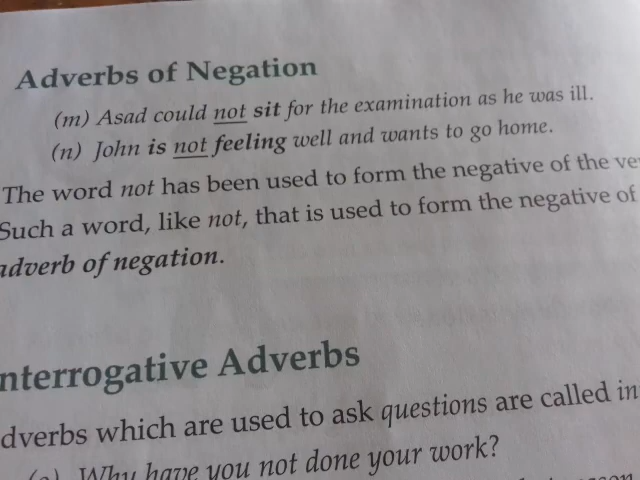 Adverbs of Negation
(m) Asad could not sit for the examination as he was ill.
(n) John is not feeling well and wants to go home.
The word not has been used to form the negative of the
Such a word, like not, that is used to form the negative of
adverb of negation.
nterrogative Adverbs
dverbs which are used to ask questions are called in
Why have you not done your work?